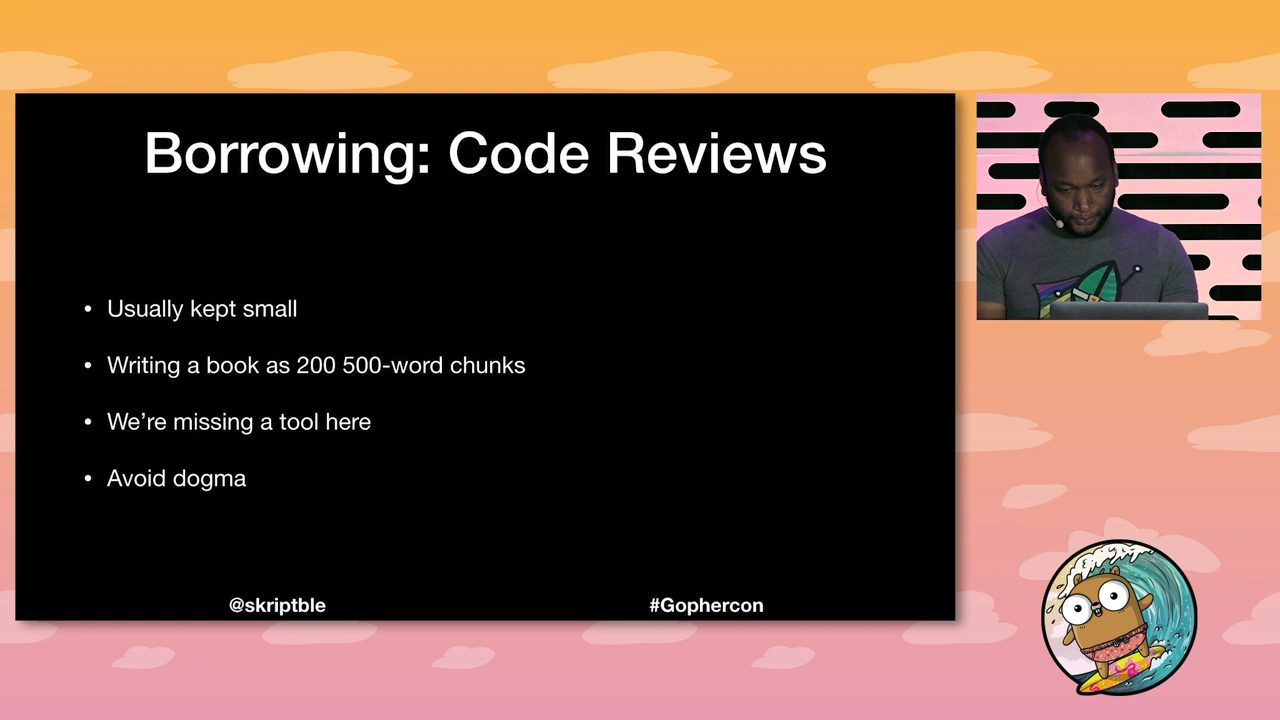 Borrowing: Code Reviews
• Usually kept small
• Writing a book as 200 500-word chunks
• We’re missing a tool here
• Avoid dogma
@skriptble
#Gophercon